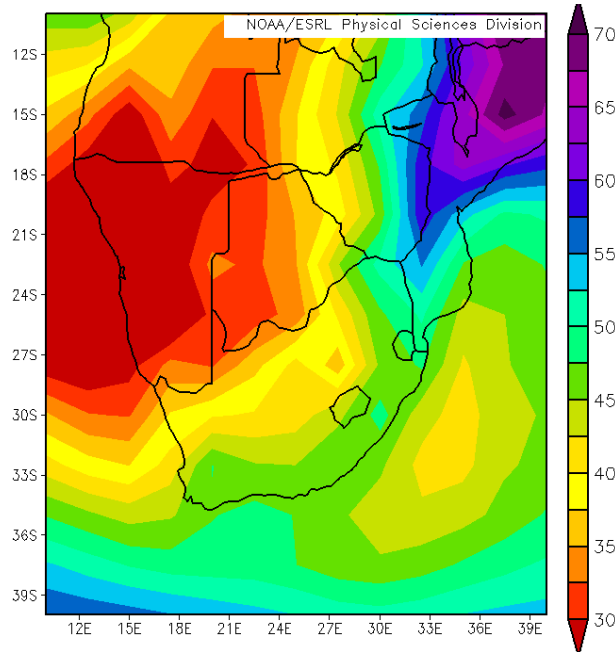 NOAA/ESRL Physical Sciences Division
12S
15S
18S
21S
24S
27S
30S
33S
36S
39S
12E 15E 18E 21E 24E 27E 30E 33E 36E 39E
70
65
60
55
50
45
40
35
30